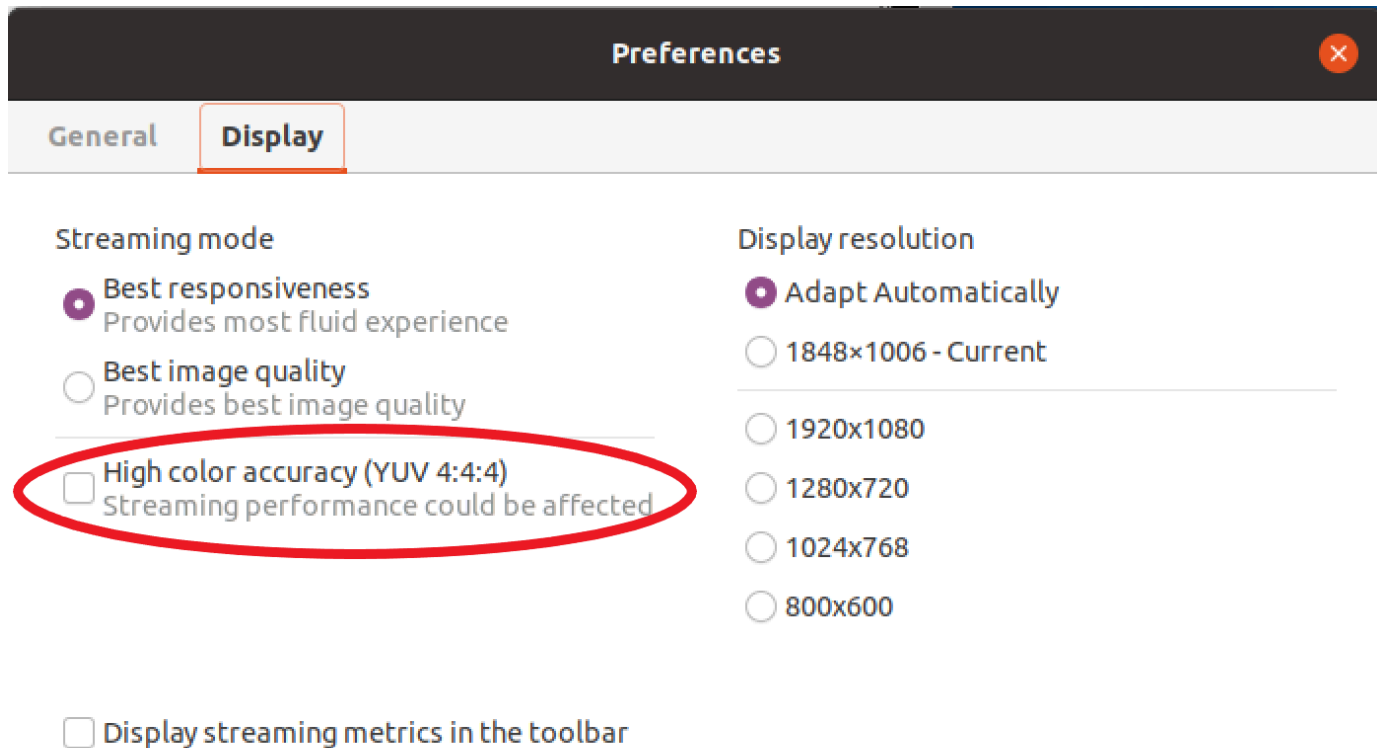 Preferences
General
Display
Streaming mode
Best responsiveness
Provides most fluid experience
Best image quality
Provides best image quality
High color accuracy (YUV 4:4:4)
Streaming performance could be affected
Display resolution
Adapt Automatically
1848×1006 - Current
1920x1080
1280x720
1024x768
800x600
Display streaming metrics in the toolbar